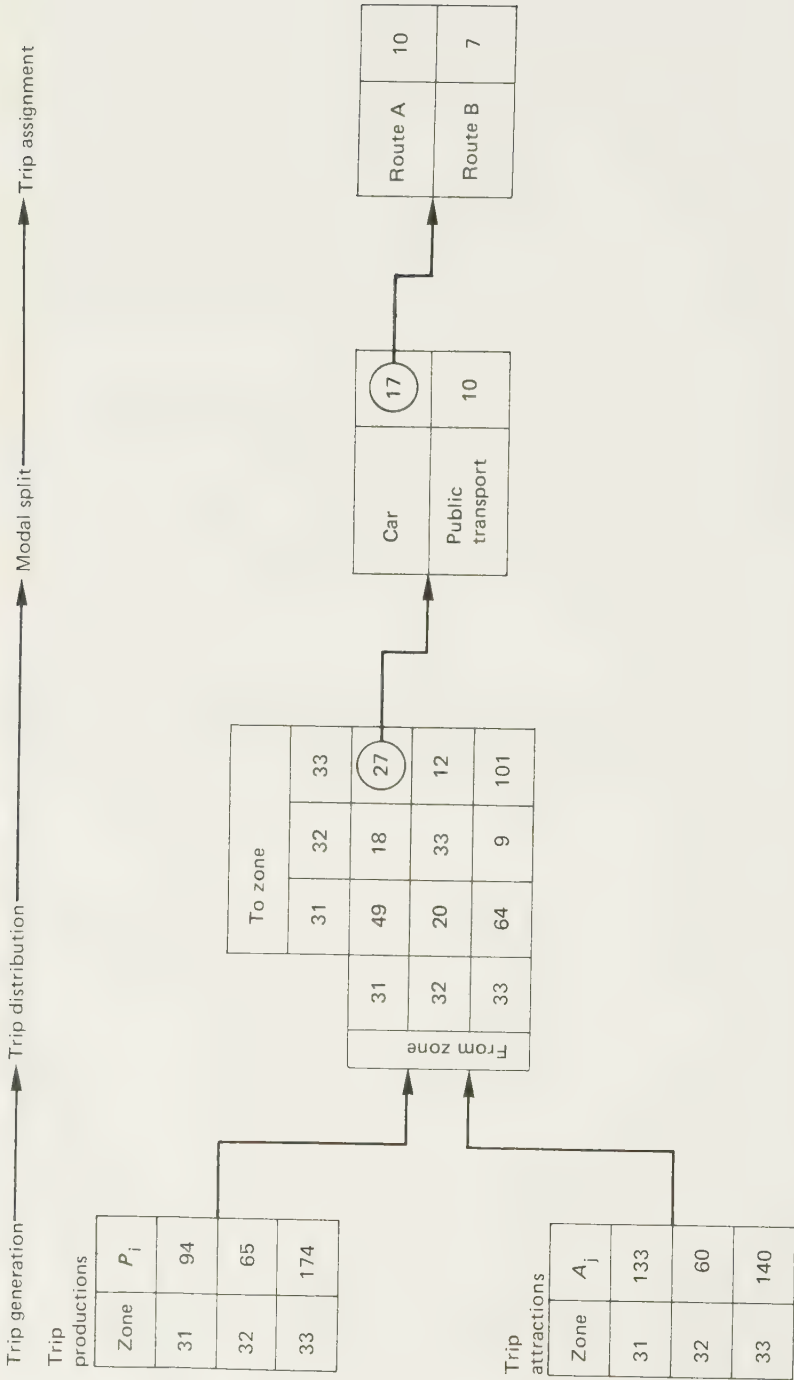 Trip generation
Trip distribution
Modal split
Trip assignment
Trip
productions
Zone Pi
31 94
32 65
33 174
Trip
attractions
Zone Aj
31 133
32 60
33 140
To zone
31 32 33
From zone
31 49 18 27
32 20 33 12
33 64 9 101
Car 17
Public
transport
10
Route A 10
Route B 7